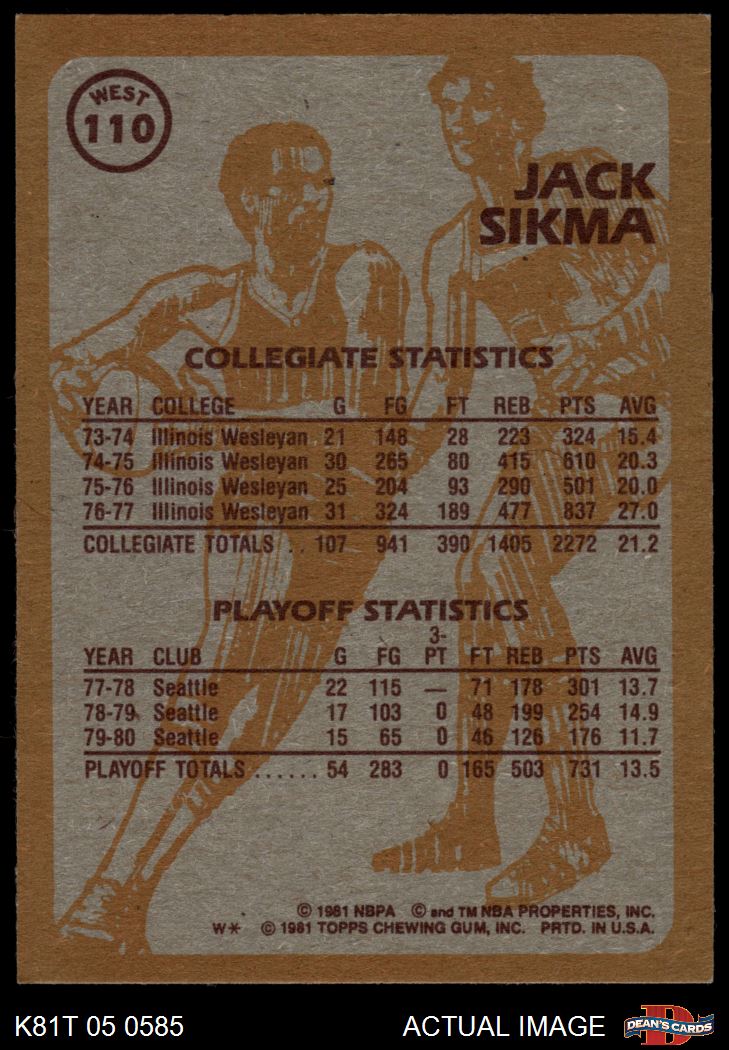 WEST
110
JACK
SIKMA
COLLEGIATE STATISTICS
YEAR COLLEGE G FG FT REB PTS AVG
73-74 Illinois Wesleyan 21 148 28 223 324 15.4
74-75 Illinois Wesleyan 30 265 80 415 610 20.3
75-76 Illinois Wesleyan 25 204 93 290 501 20.0
76-77 Illinois Wesleyan 31 324 189 477 837 27.0
COLLEGIATE TOTALS .. 107 941 390 1405 2272 21.2
PLAYOFF STATISTICS
YEAR CLUB G FG 3-PT FT REB PTS AVG
77-78 Seattle 22 115 — 71 178 301 13.7
78-79 Seattle 17 103 0 48 199 254 14.9
79-80 Seattle 15 65 0 46 126 176 11.7
PLAYOFF TOTALS ...... 54 283 0 165 503 731 13.5
© 1981 NBPA © and TM NBA PROPERTIES, INC.
W* © 1981 TOPPS CHEWING GUM, INC. PRTD. IN U.S.A.
K81T 05 0585 ACTUAL IMAGE D DEAN'S CARDS